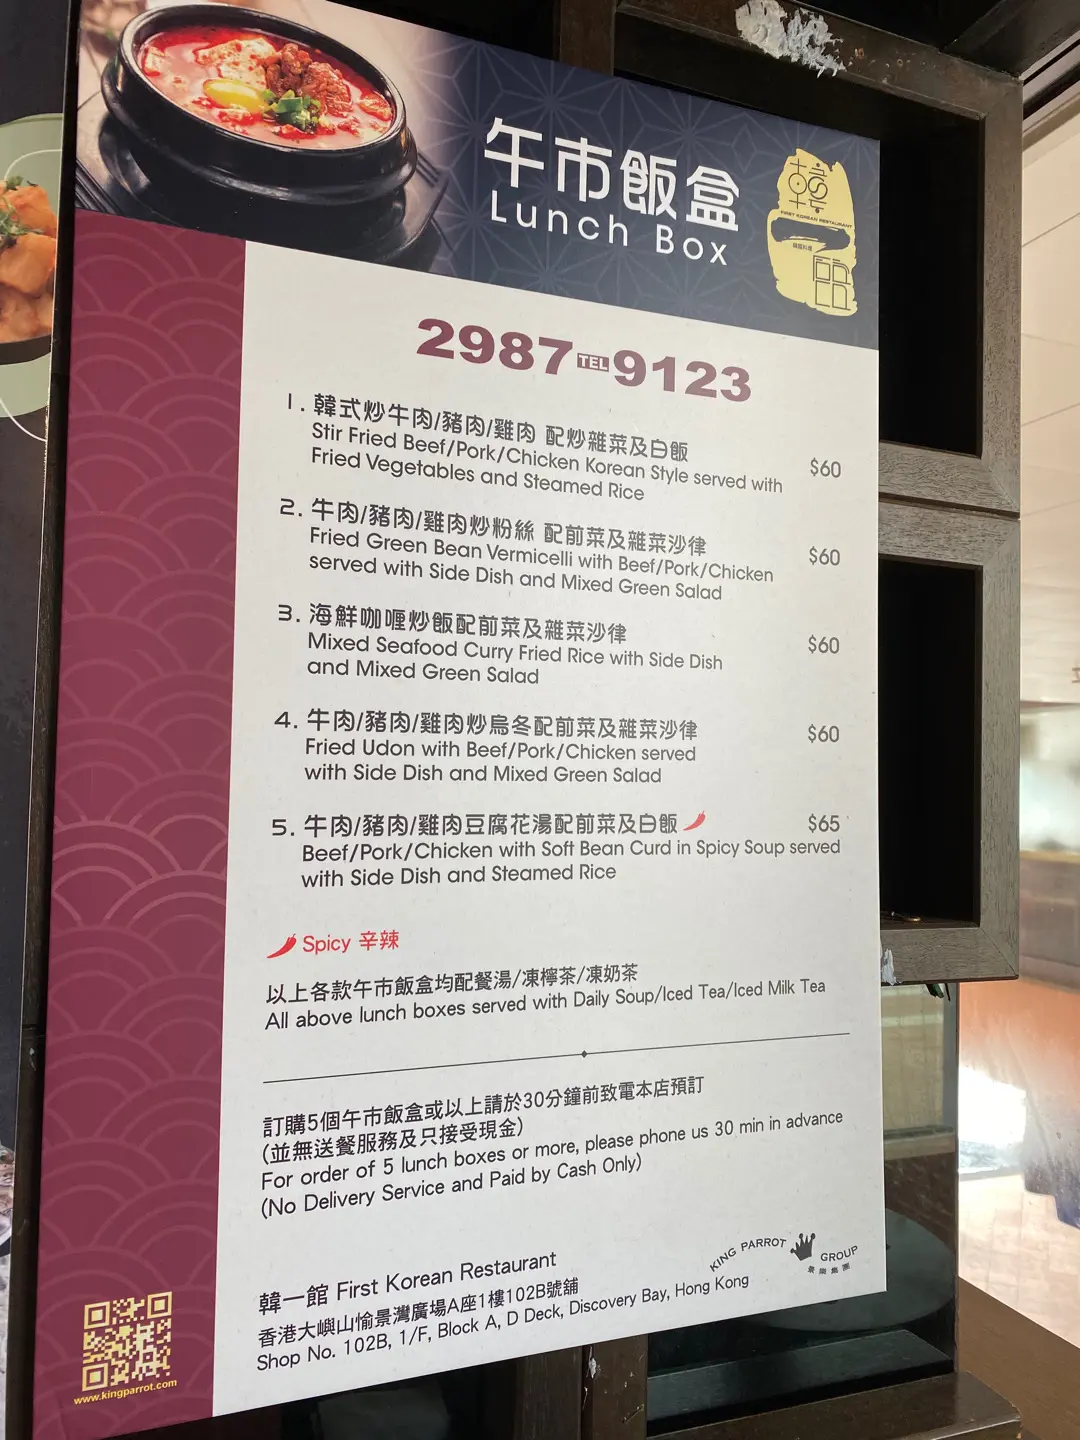 午市飯盒
Lunch Box
韓一館
FIRST KOREAN RESTAURANT
韓國料理
2987 TEL 9123
1. 韓式炒牛肉/豬肉/雞肉 配炒雜菜及白飯
Stir Fried Beef/Pork/Chicken Korean Style served with
Fried Vegetables and Steamed Rice
$60
2. 牛肉/豬肉/雞肉炒粉絲 配前菜及雜菜沙律
Fried Green Bean Vermicelli with Beef/Pork/Chicken
served with Side Dish and Mixed Green Salad
$60
3. 海鮮咖喱炒飯配前菜及雜菜沙律
Mixed Seafood Curry Fried Rice with Side Dish
and Mixed Green Salad
$60
4. 牛肉/豬肉/雞肉炒烏冬配前菜及雜菜沙律
Fried Udon with Beef/Pork/Chicken served
with Side Dish and Mixed Green Salad
$60
5. 牛肉/豬肉/雞肉豆腐花湯配前菜及白飯
Beef/Pork/Chicken with Soft Bean Curd in Spicy Soup served
with Side Dish and Steamed Rice
$65
Spicy 辛辣
以上各款午市飯盒均配餐湯/凍檸茶/凍奶茶
All above lunch boxes served with Daily Soup/Iced Tea/Iced Milk Tea
訂購5個午市飯盒或以上請於30分鐘前致電本店預訂
(並無送餐服務及只接受現金)
For order of 5 lunch boxes or more, please phone us 30 min in advance
(No Delivery Service and Paid by Cash Only)
韓一館 First Korean Restaurant
香港大嶼山愉景灣廣場A座1樓102B號舖
Shop No. 102B, 1/F, Block A, D Deck, Discovery Bay, Hong Kong
KING PARROT GROUP
景樂集團
www.kingparrot.com